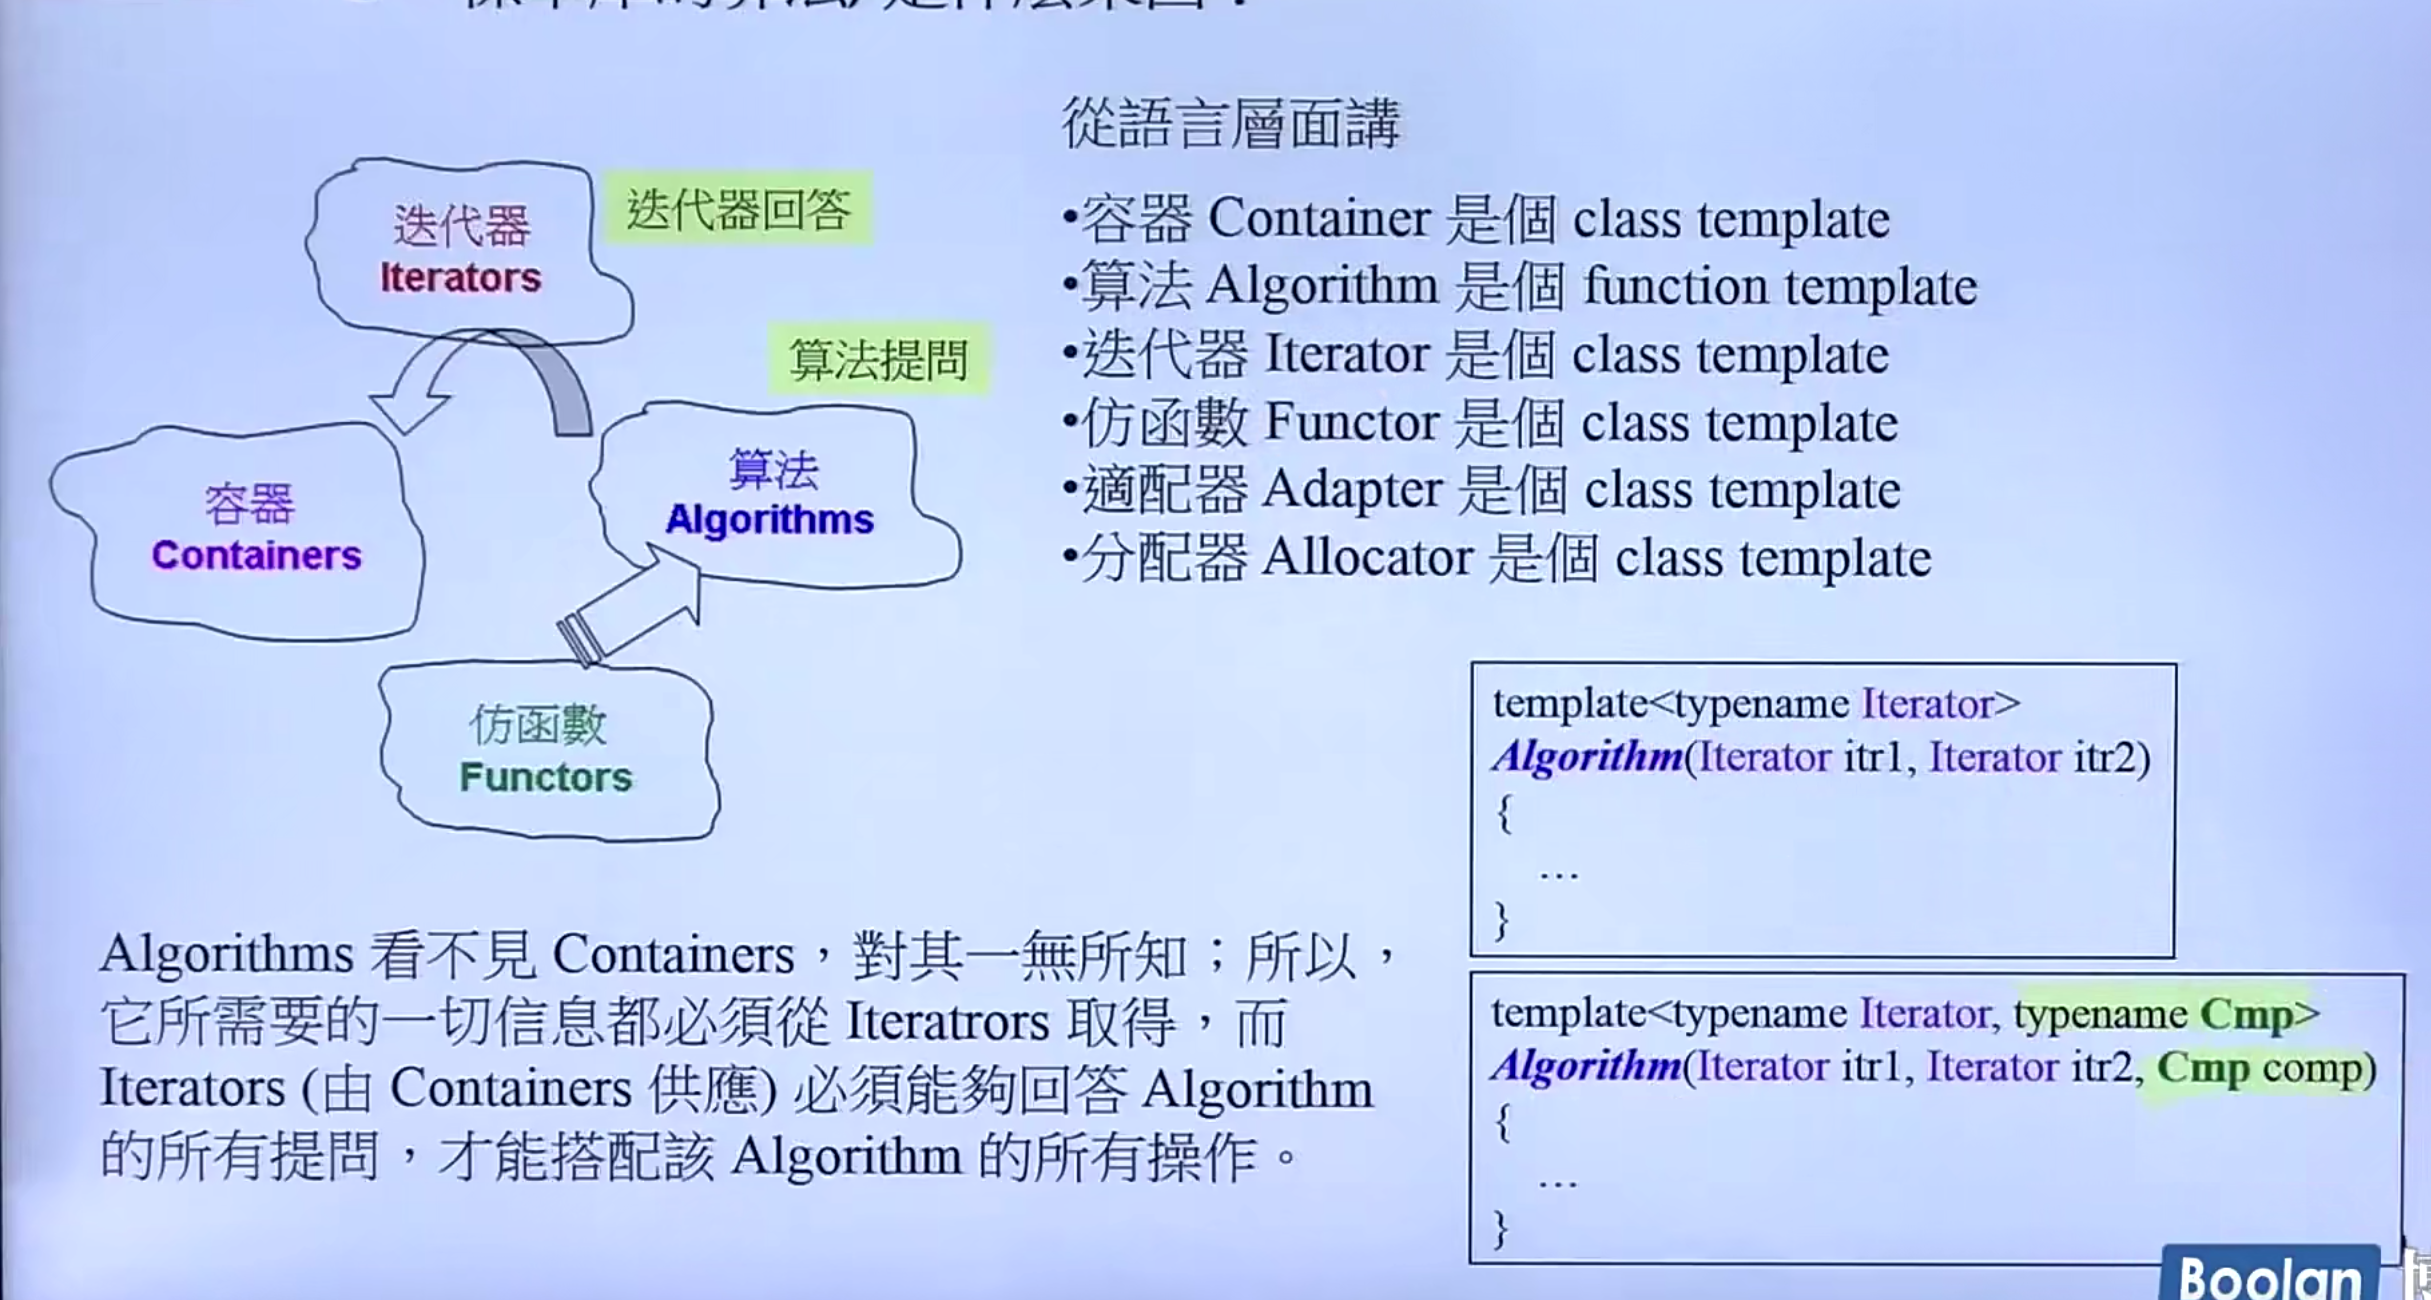 從語言層面講
•容器 Container 是個 class template
•算法 Algorithm 是個 function template
•迭代器 Iterator 是個 class template
•仿函數 Functor 是個 class template
•適配器 Adapter 是個 class template
•分配器 Allocator 是個 class template
迭代器
Iterators
迭代器回答
算法提問
容器
Containers
算法
Algorithms
仿函數
Functors
template<typename Iterator>
Algorithm(Iterator itr1, Iterator itr2)
{
…
}
template<typename Iterator, typename Cmp>
Algorithm(Iterator itr1, Iterator itr2, Cmp comp)
{
…
}
Algorithms 看不見 Containers，對其一無所知；所以，
它所需要的一切信息都必須從 Iteratrors 取得，而
Iterators (由 Containers 供應) 必須能夠回答 Algorithm
的所有提問，才能搭配該 Algorithm 的所有操作。
Boolan